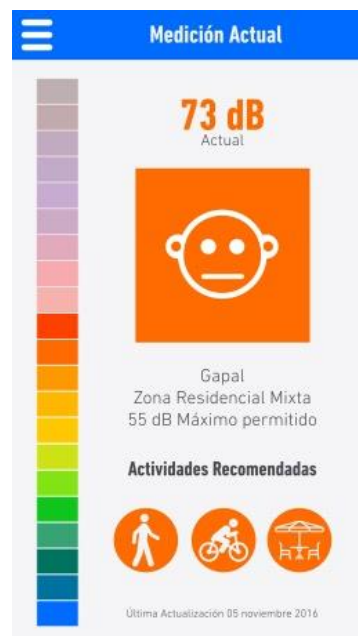 Medición Actual
73 dB
Actual
Gapal
Zona Residencial Mixta
55 dB Máximo permitido
Actividades Recomendadas
Última Actualización 05 noviembre 2016